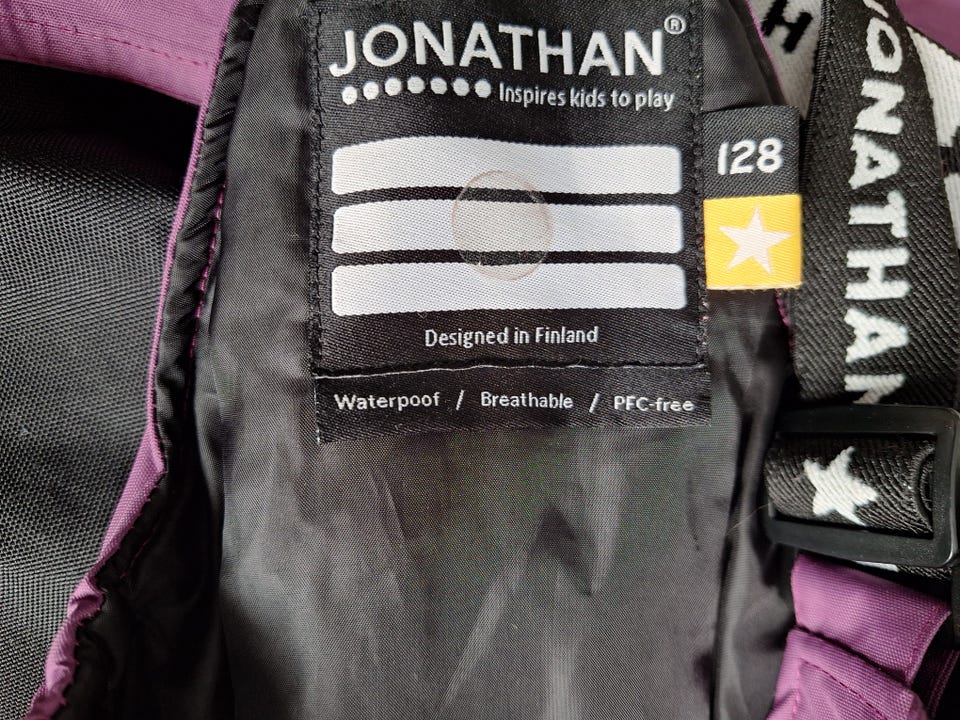 JONATHAN®
Inspires kids to play
128
Designed in Finland
Waterpoof / Breathable / PFC-free
H
JONATHAN